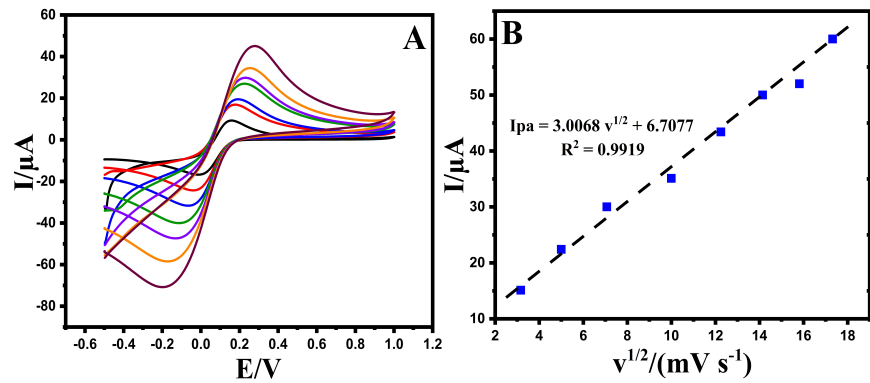 A
60
40
20
0
-20
-40
-60
-80
I/µA
-0.6 -0.4 -0.2 0.0 0.2 0.4 0.6 0.8 1.0 1.2
E/V
B
60
50
40
30
20
10
I/µA
Ipa = 3.0068 v^1/2 + 6.7077
R² = 0.9919
2 4 6 8 10 12 14 16 18
v^1/2/(mV s⁻¹)